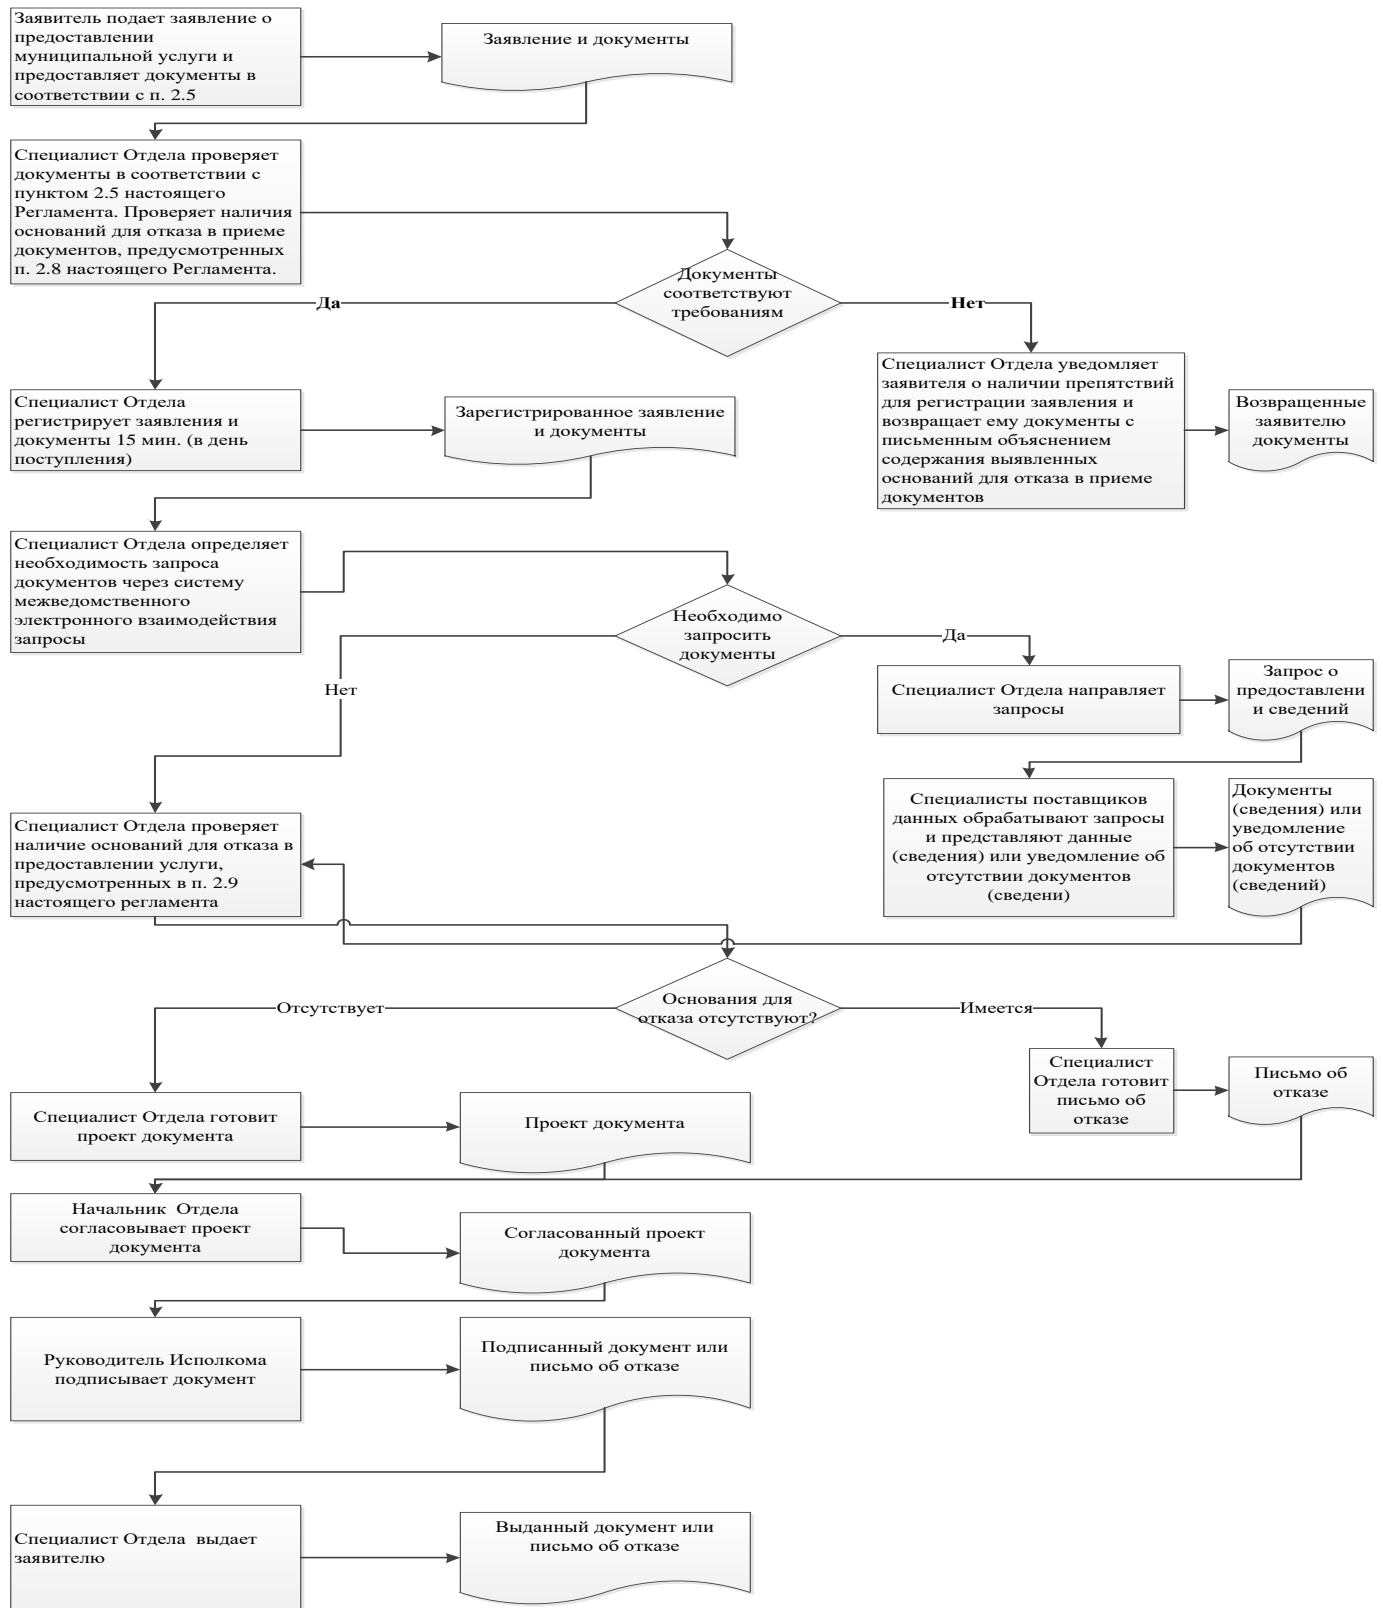 Заявитель подает заявление о
предоставлении
муниципальной услуги и
предоставляет документы в
соответствии с п. 2.5
Заявление и документы
Специалист Отдела проверяет
документы в соответствии с
пунктом 2.5 настоящего
Регламента. Проверяет наличия
оснований для отказа в приеме
документов, предусмотренных
п. 2.8 настоящего Регламента.
Документы
соответствуют
требованиям
Да
Нет
Специалист Отдела
регистрирует заявления и
документы 15 мин. (в день
поступления)
Зарегистрированное заявление
и документы
Специалист Отдела уведомляет
заявителя о наличии препятствий
для регистрации заявления и
возвращает ему документы с
письменным объяснением
содержания выявленных
оснований для отказа в приеме
документов
Возвращенные
заявителю
документы
Специалист Отдела определяет
необходимость запроса
документов через систему
межведомственного
электронного взаимодействия
запросы
Необходимо
запросить
документы
Да
Нет
Специалист Отдела направляет
запросы
Запрос о
предоставлени
и сведений
Специалисты поставщиков
данных обрабатывают запросы
и представляют данные
(сведения) или уведомление об
отсутствии документов
(сведени)
Документы
(сведения) или
уведомление
об отсутствии
документов
(сведений)
Специалист Отдела проверяет
наличие оснований для отказа в
предоставлении услуги,
предусмотренных в п. 2.9
настоящего регламента
Основания для
отказа отсутствуют?
Отсутствует
Имеется
Специалист
Отдела готовит
письмо об
отказе
Письмо об
отказе
Специалист Отдела готовит
проект документа
Проект документа
Начальник  Отдела
согласовывает проект
документа
Согласованный проект
документа
Руководитель Исполкома
подписывает документ
Подписанный документ или
письмо об отказе
Специалист Отдела  выдает
заявителю
Выданный документ или
письмо об отказе